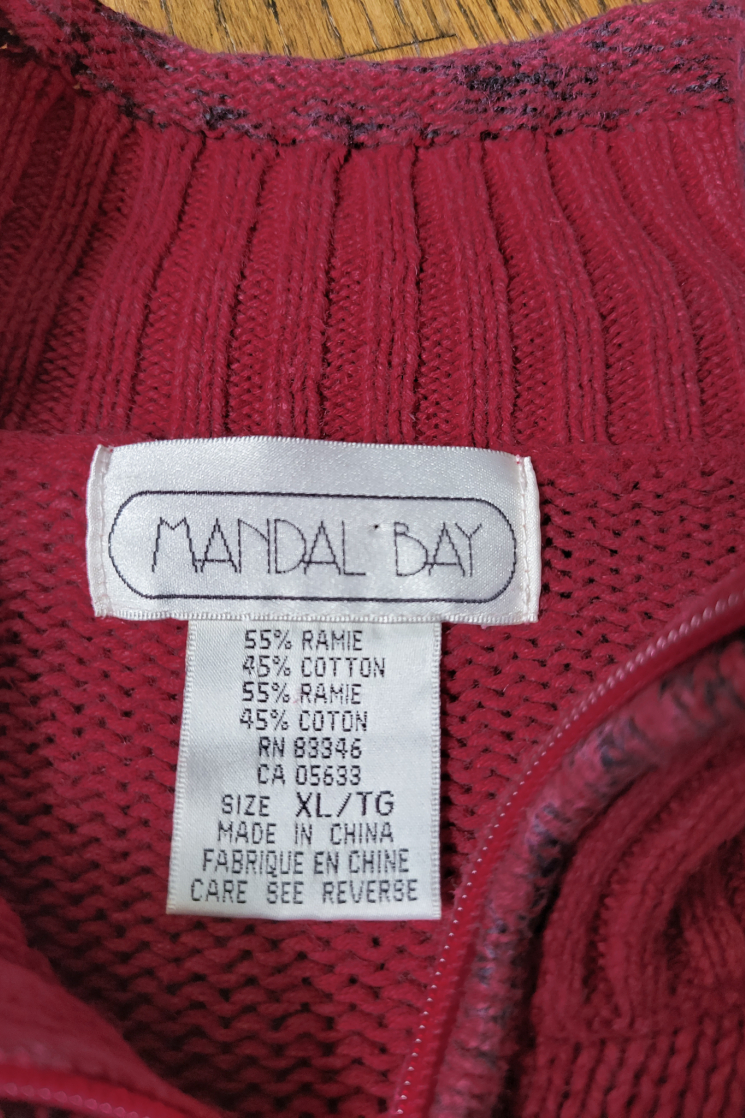 MANDAL BAY
55% RAMIE
45% COTTON
55% RAMIE
45% COTON
RN 83346
CA 05633
SIZE XL/TG
MADE IN CHINA
FABRIQUE EN CHINE
CARE SEE REVERSE